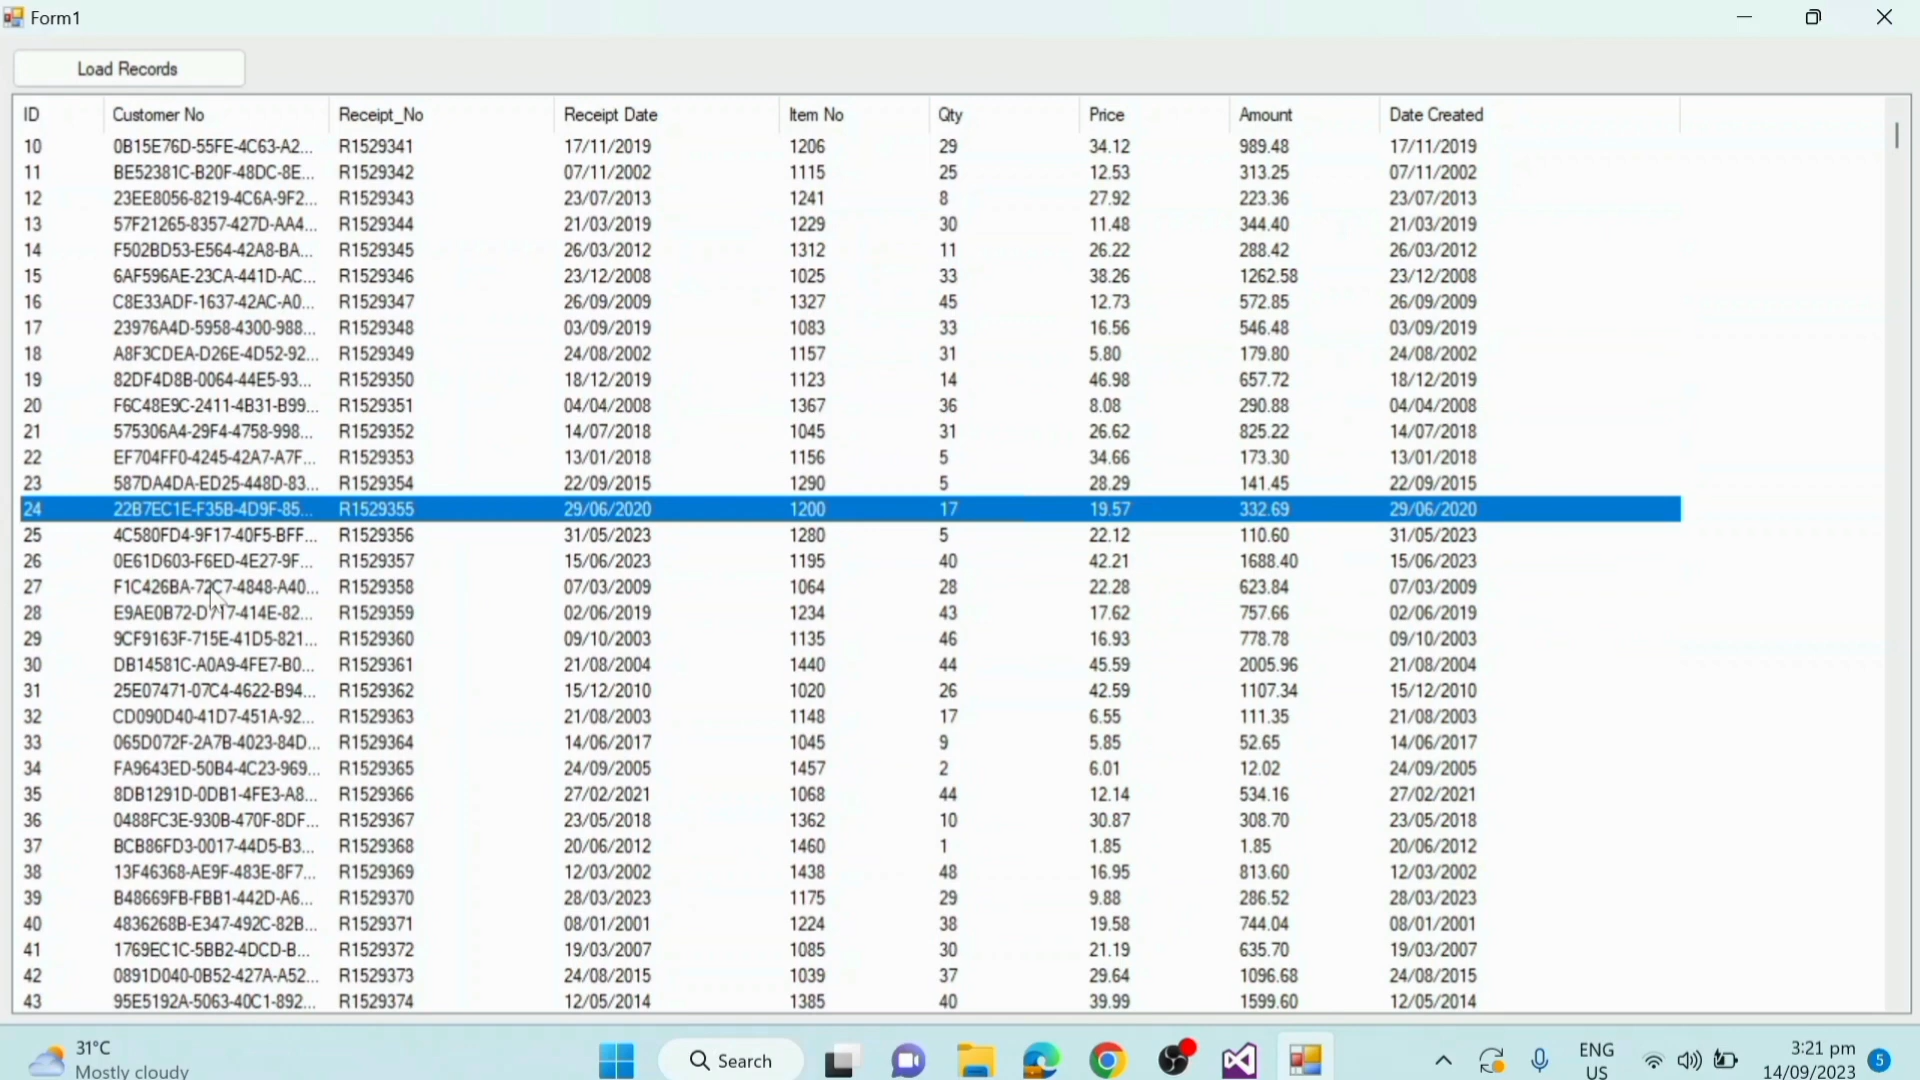 Form1
Load Records
ID Customer No Receipt_No Receipt Date Item No Qty Price Amount Date Created
10 0B15E76D-55FE-4C63-A2... R1529341 17/11/2019 1206 29 34.12 989.48 17/11/2019
11 BE52381C-B20F-48DC-8E... R1529342 07/11/2002 1115 25 12.53 313.25 07/11/2002
12 23EE8056-8219-4C6A-9F2... R1529343 23/07/2013 1241 8 27.92 223.36 23/07/2013
13 57F21265-8357-427D-AA4... R1529344 21/03/2019 1229 30 11.48 344.40 21/03/2019
14 F502BD53-E564-42A8-BA... R1529345 26/03/2012 1312 11 26.22 288.42 26/03/2012
15 6AF596AE-23CA-441D-AC... R1529346 23/12/2008 1025 33 38.26 1262.58 23/12/2008
16 C8E33ADF-1637-42AC-A0... R1529347 26/09/2009 1327 45 12.73 572.85 26/09/2009
17 23976A4D-5958-4300-988... R1529348 03/09/2019 1083 33 16.56 546.48 03/09/2019
18 A8F3CDEA-D26E-4D52-92... R1529349 24/08/2002 1157 31 5.80 179.80 24/08/2002
19 82DF4D8B-0064-44E5-93... R1529350 18/12/2019 1123 14 46.98 657.72 18/12/2019
20 F6C48E9C-2411-4B31-B99... R1529351 04/04/2008 1367 36 8.08 290.88 04/04/2008
21 575306A4-29F4-4758-998... R1529352 14/07/2018 1045 31 26.62 825.22 14/07/2018
22 EF704FF0-4245-42A7-A7F... R1529353 13/01/2018 1156 5 34.66 173.30 13/01/2018
23 587DA4DA-ED25-448D-83... R1529354 22/09/2015 1290 5 28.29 141.45 22/09/2015
24 22B7EC1E-F35B-4D9F-85... R1529355 29/06/2020 1200 17 19.57 332.69 29/06/2020
25 4C580FD4-9F17-40F5-BFF... R1529356 31/05/2023 1280 5 22.12 110.60 31/05/2023
26 0E61D603-F6ED-4E27-9F... R1529357 15/06/2023 1195 40 42.21 1688.40 15/06/2023
27 F1C426BA-72C7-4848-A40... R1529358 07/03/2009 1064 28 22.28 623.84 07/03/2009
28 E9AE0B72-D717-414E-82... R1529359 02/06/2019 1234 43 17.62 757.66 02/06/2019
29 9CF9163F-715E-41D5-821... R1529360 09/10/2003 1135 46 16.93 778.78 09/10/2003
30 DB14581C-A0A9-4FE7-B0... R1529361 21/08/2004 1440 44 45.59 2005.96 21/08/2004
31 25E07471-07C4-4622-B94... R1529362 15/12/2010 1020 26 42.59 1107.34 15/12/2010
32 CD090D40-41D7-451A-92... R1529363 21/08/2003 1148 17 6.55 111.35 21/08/2003
33 065D072F-2A7B-4023-84D... R1529364 14/06/2017 1045 9 5.85 52.65 14/06/2017
34 FA9643ED-50B4-4C23-969... R1529365 24/09/2005 1457 2 6.01 12.02 24/09/2005
35 8DB1291D-0DB1-4FE3-A8... R1529366 27/02/2021 1068 44 12.14 534.16 27/02/2021
36 0488FC3E-930B-470F-8DF... R1529367 23/05/2018 1362 10 30.87 308.70 23/05/2018
37 BCB86FD3-0017-44D5-B3... R1529368 20/06/2012 1460 1 1.85 1.85 20/06/2012
38 13F46368-AE9F-483E-8F7... R1529369 12/03/2002 1438 48 16.95 813.60 12/03/2002
39 B48669FB-FBB1-442D-A6... R1529370 28/03/2023 1175 29 9.88 286.52 28/03/2023
40 4836268B-E347-492C-82B... R1529371 08/01/2001 1224 38 19.58 744.04 08/01/2001
41 1769EC1C-5BB2-4DCD-B... R1529372 19/03/2007 1085 30 21.19 635.70 19/03/2007
42 0891D040-0B52-427A-A52... R1529373 24/08/2015 1039 37 29.64 1096.68 24/08/2015
43 95E5192A-5063-40C1-892... R1529374 12/05/2014 1385 40 39.99 1599.60 12/05/2014
31°C
Mostly cloudy
Search
ENG
US
3:21 pm
14/09/2023
5